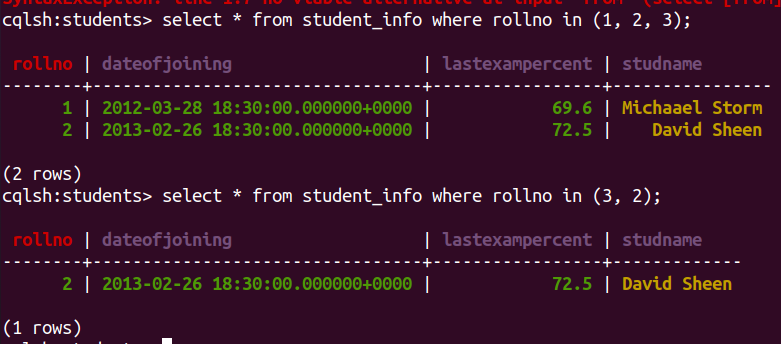 cqlsh:students> select * from student_info where rollno in (1, 2, 3);
 rollno | dateofjoining                   | lastexampercent | studname
--------+---------------------------------+-----------------+----------------
      1 | 2012-03-28 18:30:00.000000+0000 |            69.6 | Michaael Storm
      2 | 2013-02-26 18:30:00.000000+0000 |            72.5 |    David Sheen
(2 rows)
cqlsh:students> select * from student_info where rollno in (3, 2);
 rollno | dateofjoining                   | lastexampercent | studname
--------+---------------------------------+-----------------+-------------
      2 | 2013-02-26 18:30:00.000000+0000 |            72.5 | David Sheen
(1 rows)